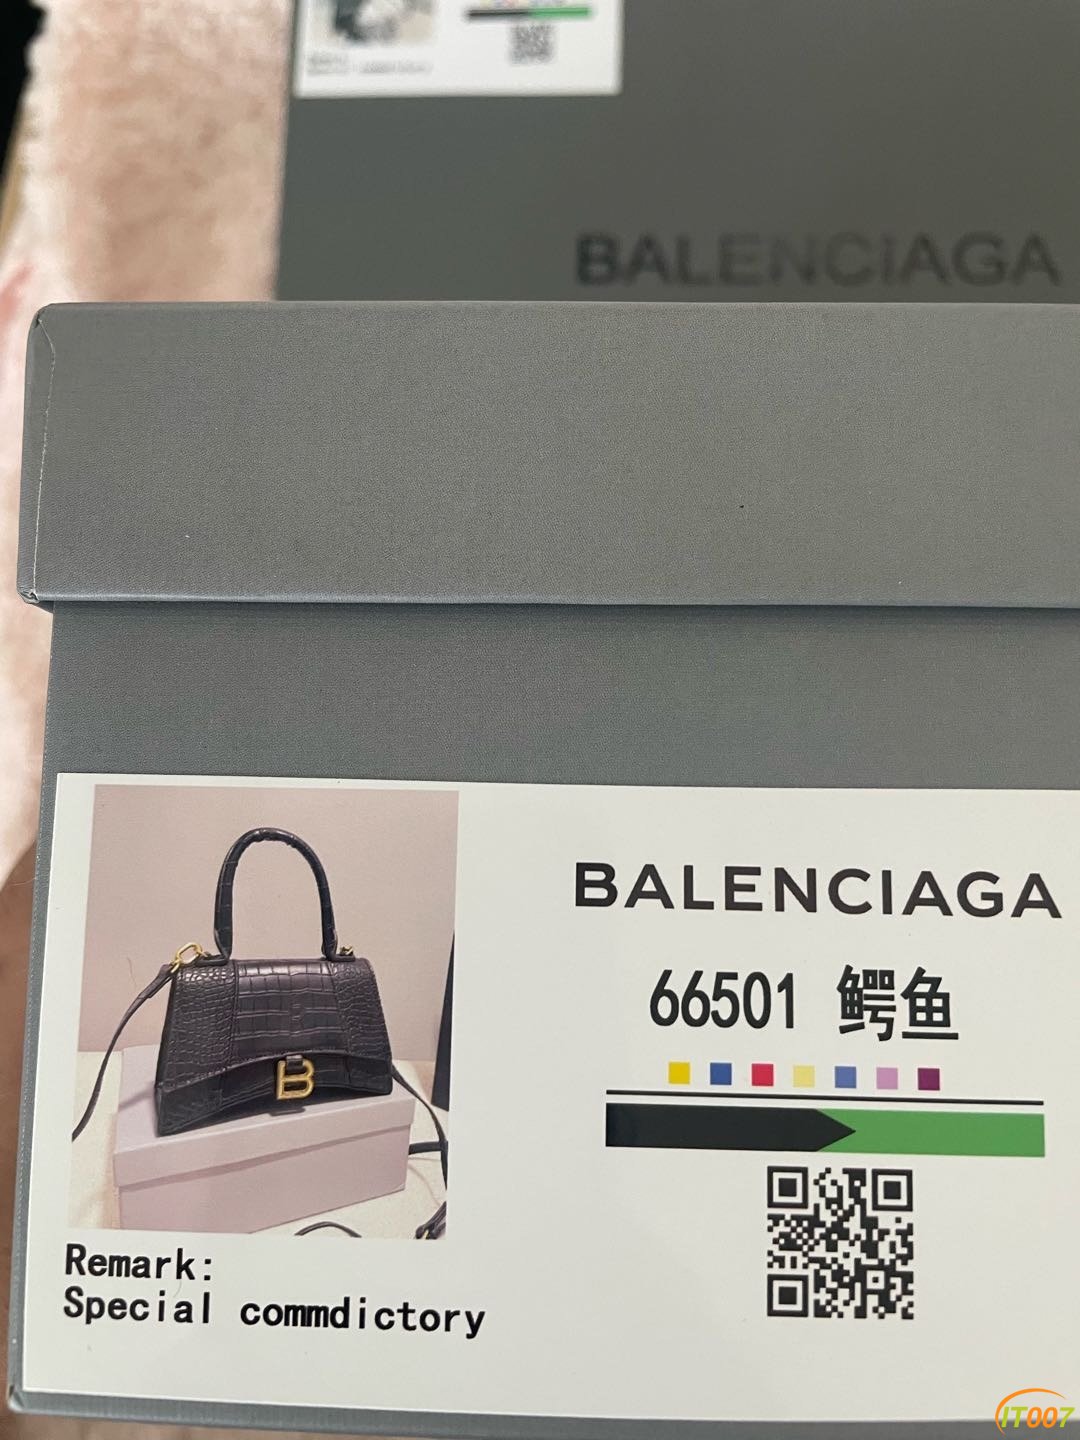 BALENCIAGA
BALENCIAGA
66501 鳄鱼
B
Remark:
Special commdictory
IT007